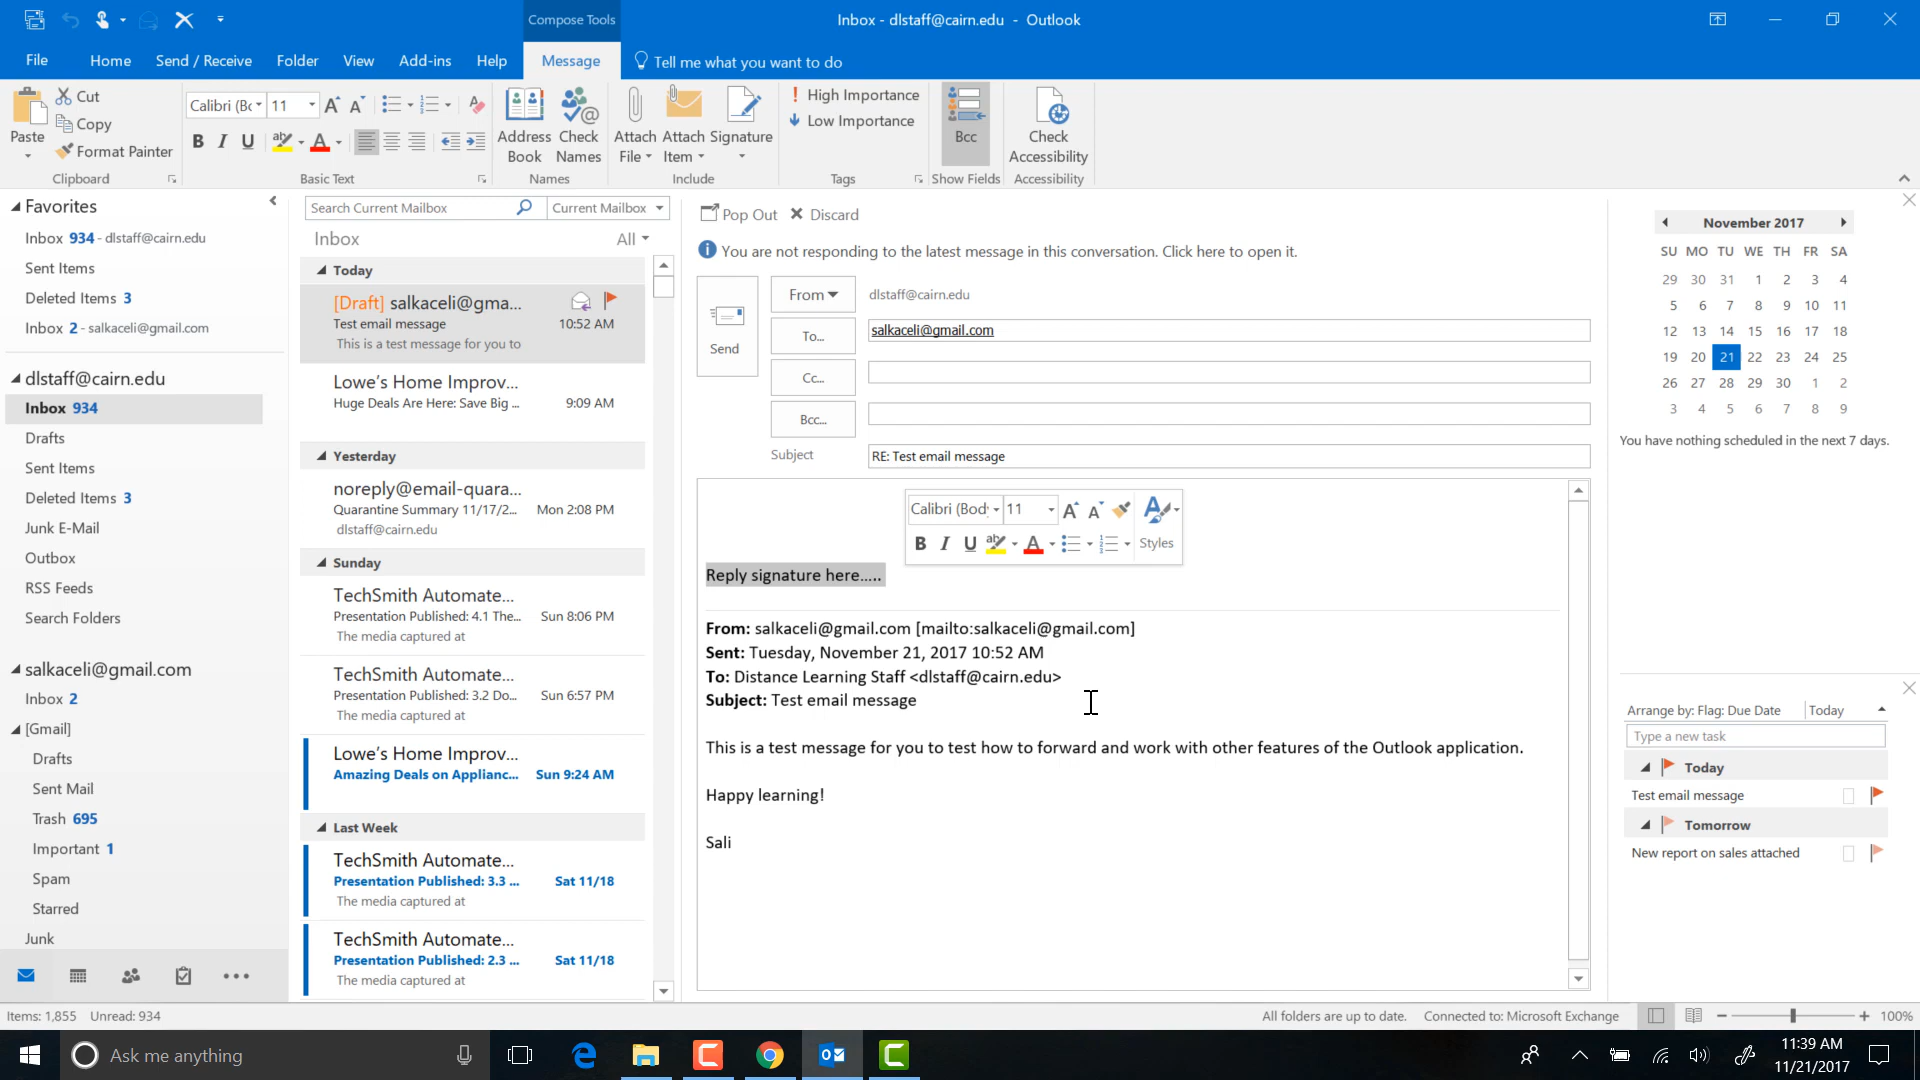 Compose Tools
Inbox - dlstaff@cairn.edu - Outlook
File
Home
Send / Receive
Folder
View
Add-ins
Help
Message
Tell me what you want to do
Paste
Cut
Copy
Format Painter
Clipboard
Calibri (Bc
11
B I U
Basic Text
Address Book
Check Names
Names
Attach File
Attach Item
Signature
Include
High Importance
Low Importance
Tags
Bcc
Show Fields
Check Accessibility
Accessibility
Favorites
Inbox 934 - dlstaff@cairn.edu
Sent Items
Deleted Items 3
Inbox 2 - salkaceli@gmail.com
dlstaff@cairn.edu
Inbox 934
Drafts
Sent Items
Deleted Items 3
Junk E-Mail
Outbox
RSS Feeds
Search Folders
salkaceli@gmail.com
Inbox 2
[Gmail]
Drafts
Sent Mail
Trash 695
Important 1
Spam
Starred
Junk
Search Current Mailbox
Current Mailbox
Inbox
All
Today
[Draft] salkaceli@gma...
Test email message 10:52 AM
This is a test message for you to
Lowe's Home Improv...
Huge Deals Are Here: Save Big ... 9:09 AM
Yesterday
noreply@email-quara...
Quarantine Summary 11/17/2... Mon 2:08 PM
dlstaff@cairn.edu
Sunday
TechSmith Automate...
Presentation Published: 4.1 The... Sun 8:06 PM
The media captured at
TechSmith Automate...
Presentation Published: 3.2 Do... Sun 6:57 PM
The media captured at
Lowe's Home Improv...
Amazing Deals on Applianc... Sun 9:24 AM
Last Week
TechSmith Automate...
Presentation Published: 3.3 ... Sat 11/18
The media captured at
TechSmith Automate...
Presentation Published: 2.3 ... Sat 11/18
The media captured at
Pop Out
Discard
You are not responding to the latest message in this conversation. Click here to open it.
Send
From
dlstaff@cairn.edu
To...
salkaceli@gmail.com
Cc...
Bcc...
Subject
RE: Test email message
Calibri (Body
11
B I U
Styles
Reply signature here.....
From: salkaceli@gmail.com [mailto:salkaceli@gmail.com]
Sent: Tuesday, November 21, 2017 10:52 AM
To: Distance Learning Staff <dlstaff@cairn.edu>
Subject: Test email message
This is a test message for you to test how to forward and work with other features of the Outlook application.
Happy learning!
Sali
November 2017
SU MO TU WE TH FR SA
29 30 31 1 2 3 4
5 6 7 8 9 10 11
12 13 14 15 16 17 18
19 20 21 22 23 24 25
26 27 28 29 30 1 2
3 4 5 6 7 8 9
You have nothing scheduled in the next 7 days.
Arrange by: Flag: Due Date
Today
Type a new task
Today
Test email message
Tomorrow
New report on sales attached
Items: 1,855
Unread: 934
All folders are up to date.
Connected to: Microsoft Exchange
100%
Ask me anything
11:39 AM
11/21/2017